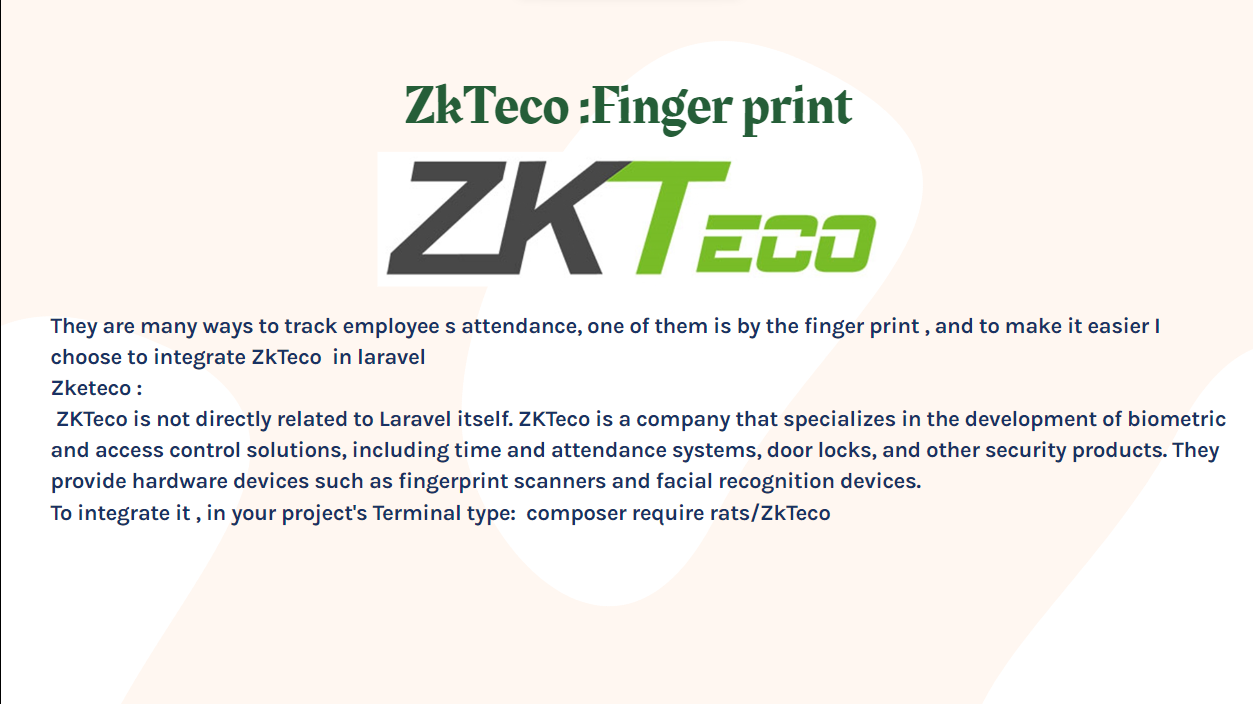 ZkTeco :Finger print
ZKTECO
They are many ways to track employee s attendance, one of them is by the finger print , and to make it easier I
choose to integrate ZkTeco in laravel
Zketeco :
ZKTeco is not directly related to Laravel itself. ZKTeco is a company that specializes in the development of biometric
and access control solutions, including time and attendance systems, door locks, and other security products. They
provide hardware devices such as fingerprint scanners and facial recognition devices.
To integrate it , in your project's Terminal type: composer require rats/ZkTeco